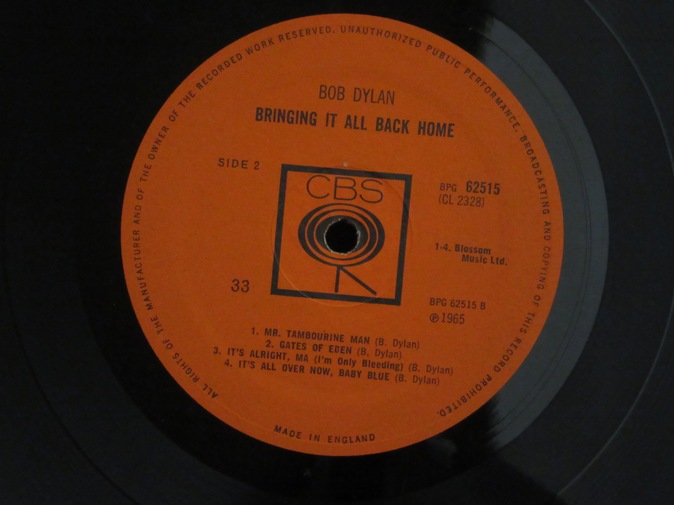 ALL RIGHTS OF THE MANUFACTURER AND OF THE OWNER OF THE RECORDED WORK RESERVED. UNAUTHORIZED PUBLIC PERFORMANCE, BROADCASTING AND COPYING OF THIS RECORD PROHIBITED.
BOB DYLAN
BRINGING IT ALL BACK HOME
SIDE 2
CBS
BPG 62515
(CL 2328)
1-4. Blossom
Music Ltd.
33
BPG 62515 B
℗ 1965
1. MR. TAMBOURINE MAN (B. Dylan)
2. GATES OF EDEN (B. Dylan)
3. IT'S ALRIGHT, MA (I'm Only Bleeding) (B. Dylan)
4. IT'S ALL OVER NOW, BABY BLUE (B. Dylan)
MADE IN ENGLAND